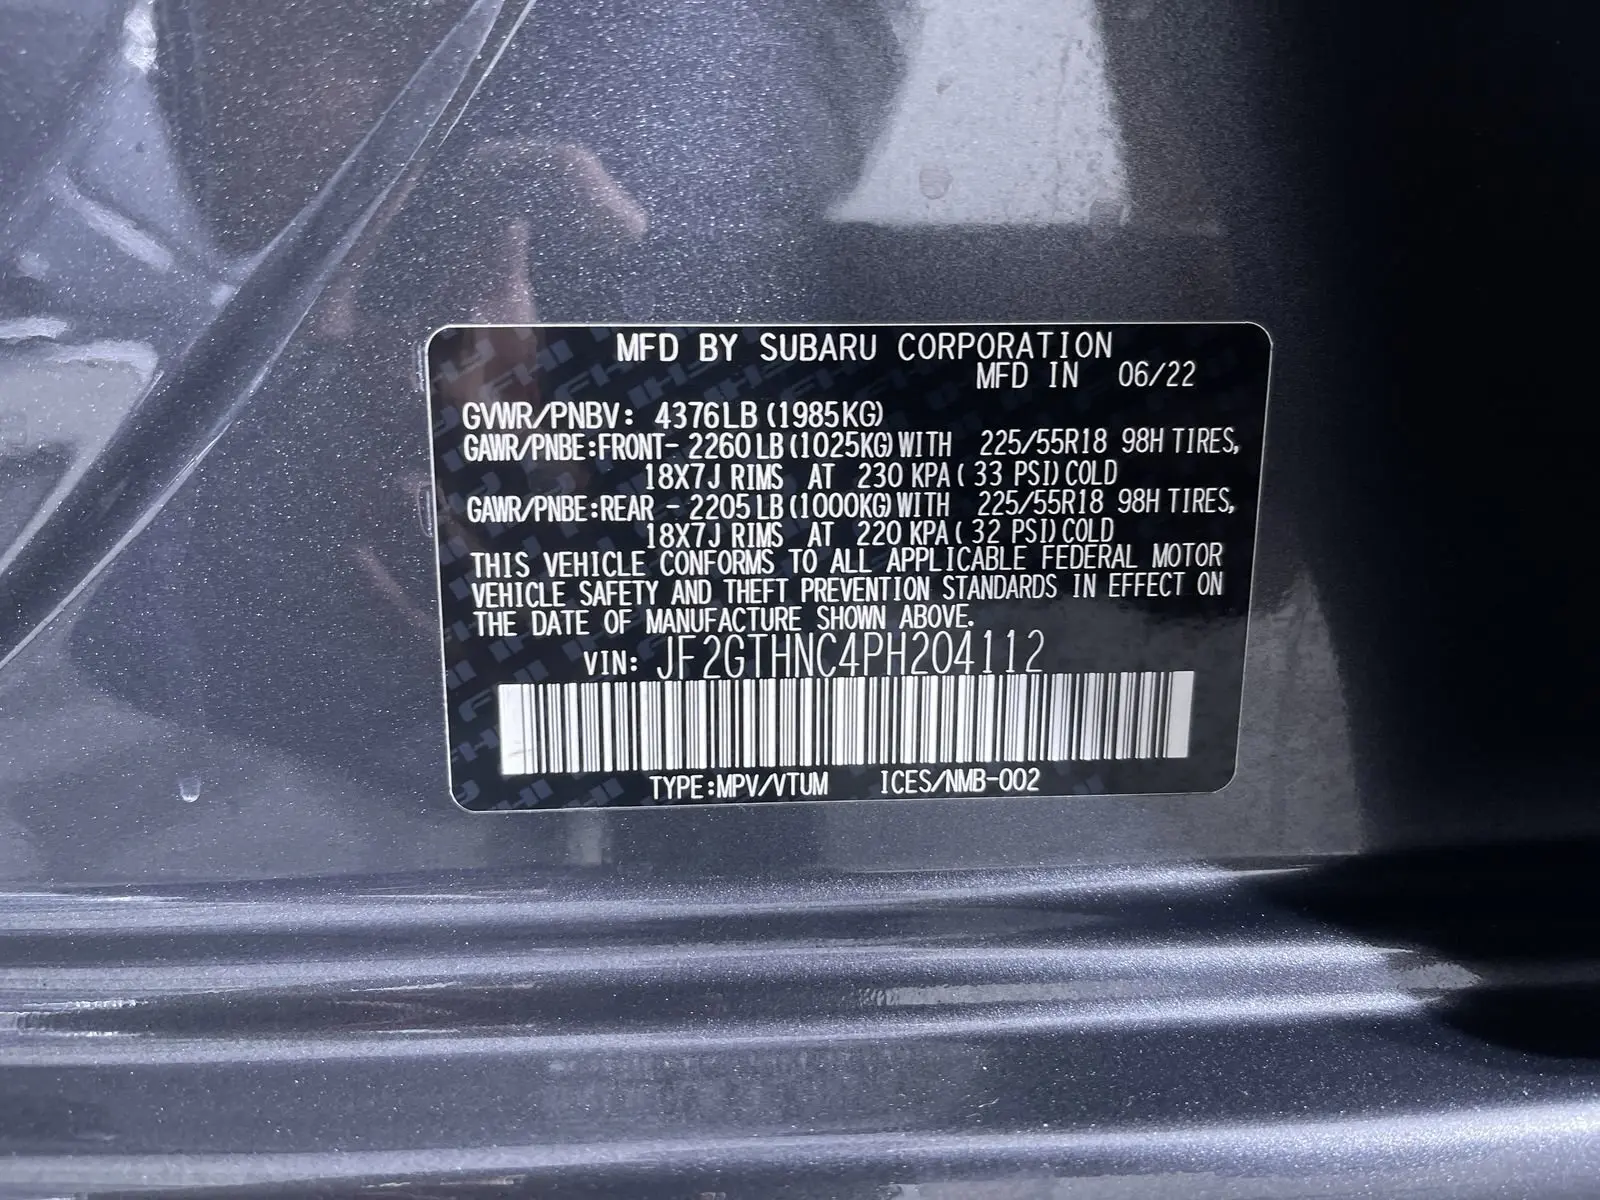 MFD BY SUBARU CORPORATION
MFD IN 06/22
GVWR/PNBV: 4376LB (1985KG)
GAWR/PNBE:FRONT- 2260LB (1025KG) WITH 225/55R18 98H TIRES,
18X7J RIMS AT 230 KPA ( 33 PSI) COLD
GAWR/PNBE:REAR - 2205LB (1000KG) WITH 225/55R18 98H TIRES,
18X7J RIMS AT 220 KPA ( 32 PSI) COLD
THIS VEHICLE CONFORMS TO ALL APPLICABLE FEDERAL MOTOR
VEHICLE SAFETY AND THEFT PREVENTION STANDARDS IN EFFECT ON
THE DATE OF MANUFACTURE SHOWN ABOVE.
VIN: JF2GTHNC4PH204112
TYPE:MPV/VTUM ICES/NMB-002